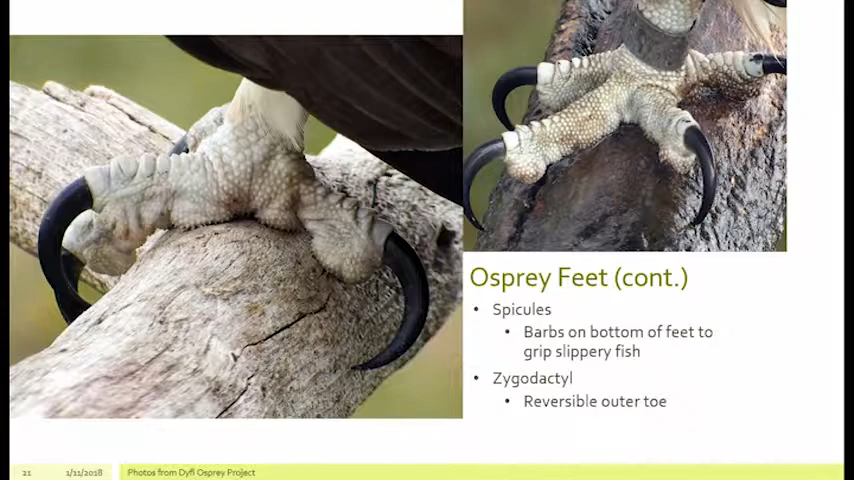 Osprey Feet (cont.)
• Spicules
• Barbs on bottom of feet to
grip slippery fish
• Zygodactyl
• Reversible outer toe
21 1/11/2018 Photos from Dyfi Osprey Project